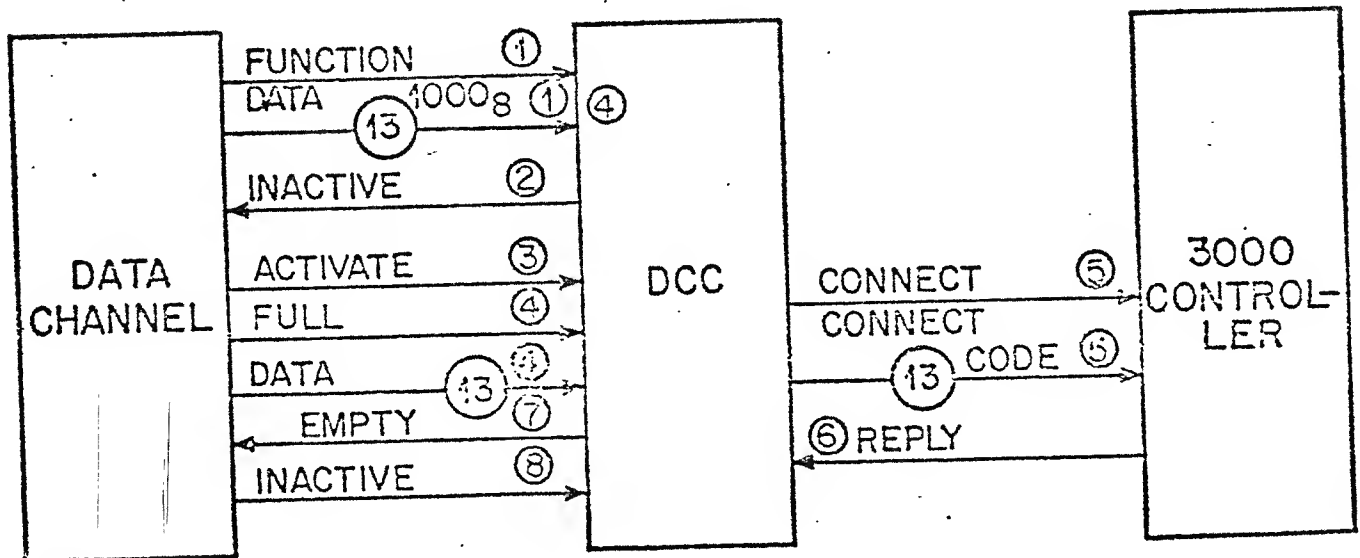 FUNCTION ①
DATA 1000₈ ① ④
13
INACTIVE ②
ACTIVATE ③
FULL ④
DATA ④
13
EMPTY ⑦
INACTIVE ⑧
DATA
CHANNEL
DCC
CONNECT ⑤
CONNECT
13 CODE ⑤
⑥ REPLY
3000
CONTROL-
LER